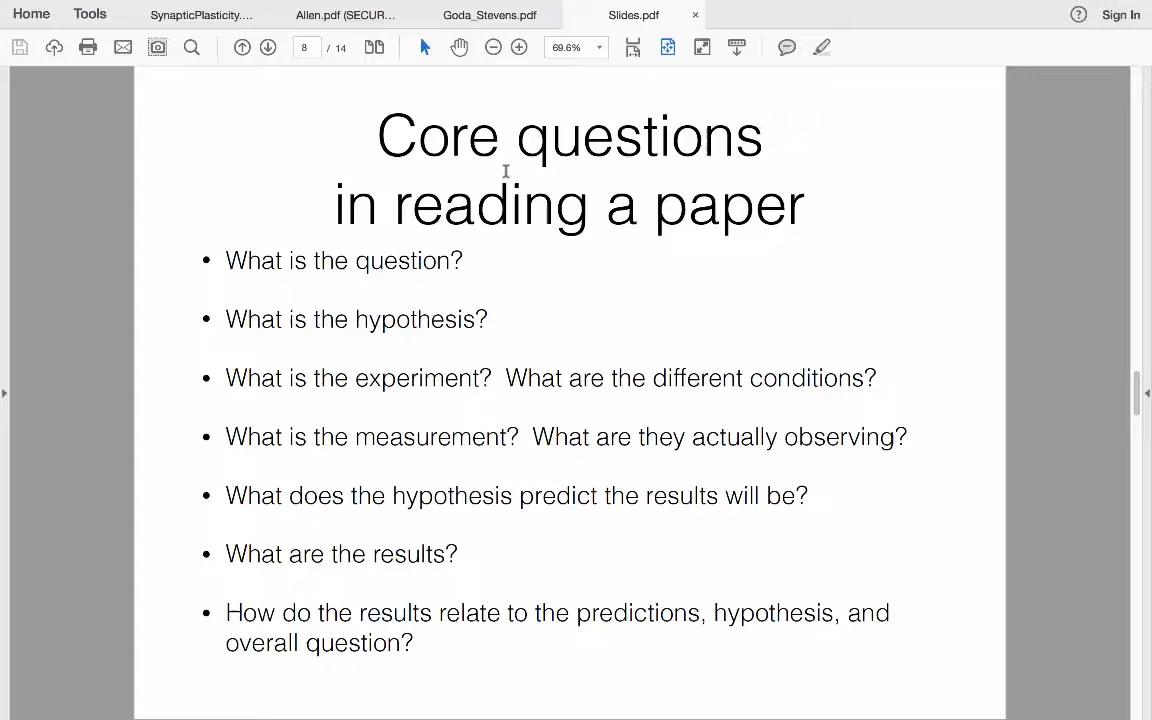 Home Tools SynapticPlasticity.... Allen.pdf (SECUR... Goda_Stevens.pdf Slides.pdf × ? Sign In
8 / 14 69.6%
Core questions
in reading a paper
• What is the question?
• What is the hypothesis?
• What is the experiment? What are the different conditions?
• What is the measurement? What are they actually observing?
• What does the hypothesis predict the results will be?
• What are the results?
• How do the results relate to the predictions, hypothesis, and
overall question?